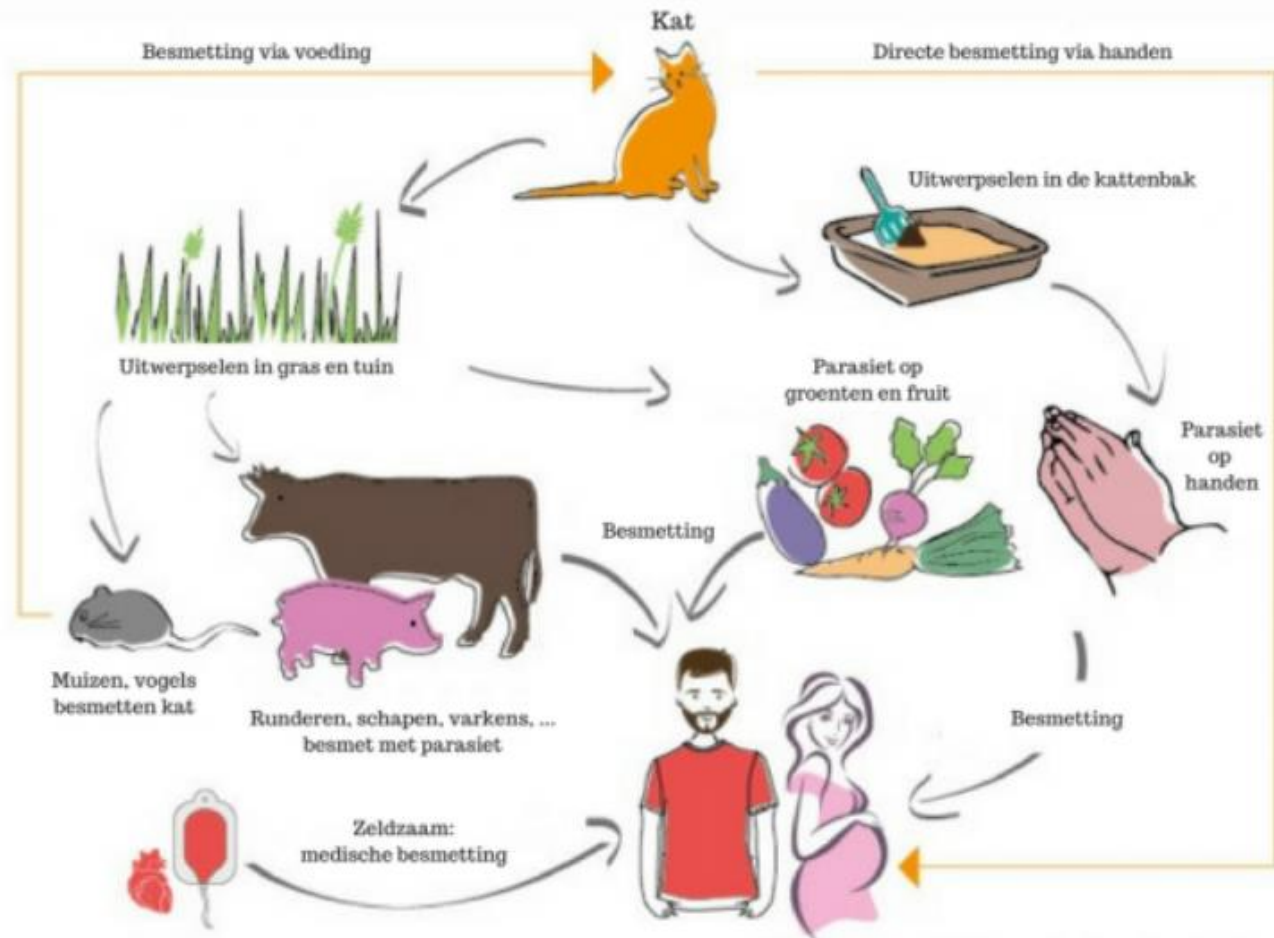 Kat
Besmetting via voeding
Directe besmetting via handen
Uitwerpselen in de kattenbak
Uitwerpselen in gras en tuin
Parasiet op
groenten en fruit
Parasiet
op
handen
Besmetting
Muizen, vogels
besmetten kat
Runderen, schapen, varkens, ...
besmet met parasiet
Besmetting
Zeldzaam:
medische besmetting